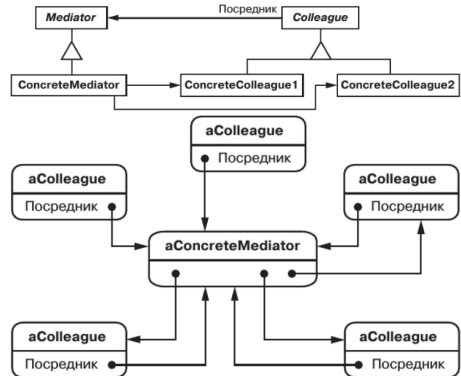 Посредник
Mediator
Colleague
ConcreteMediator
ConcreteColleague1
ConcreteColleague2
aColleague
Посредник
aColleague
Посредник
aColleague
Посредник
aConcreteMediator
aColleague
Посредник
aColleague
Посредник